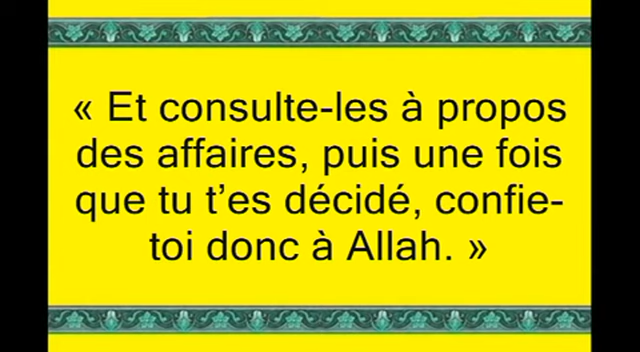 « Et consulte-les à propos
des affaires, puis une fois
que tu t’es décidé, confie-
toi donc à Allah. »